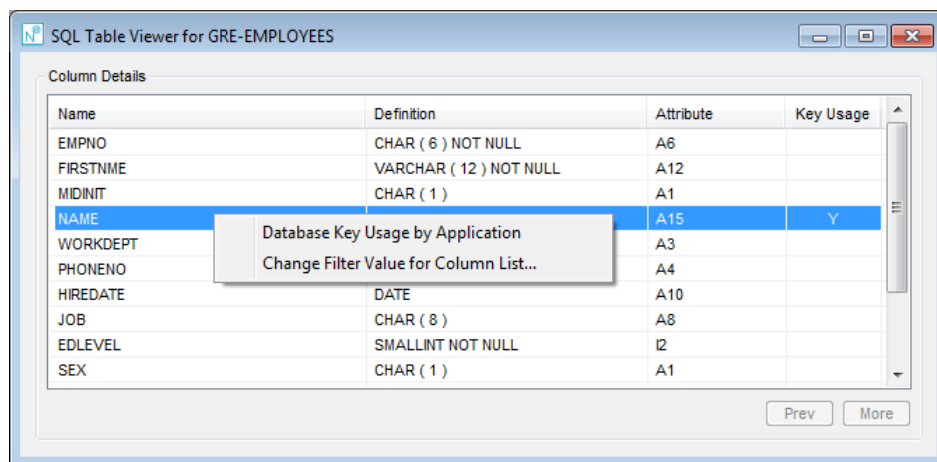 SQL Table Viewer for GRE-EMPLOYEES
Column Details
Name Definition Attribute Key Usage
EMPNO CHAR ( 6 ) NOT NULL A6
FIRSTNME VARCHAR ( 12 ) NOT NULL A12
MIDINIT CHAR ( 1 ) A1
NAME A15 Y
Database Key Usage by Application
WORKDEPT A3
Change Filter Value for Column List...
PHONENO A4
HIREDATE DATE A10
JOB CHAR ( 8 ) A8
EDLEVEL SMALLINT NOT NULL I2
SEX CHAR ( 1 ) A1
Prev More